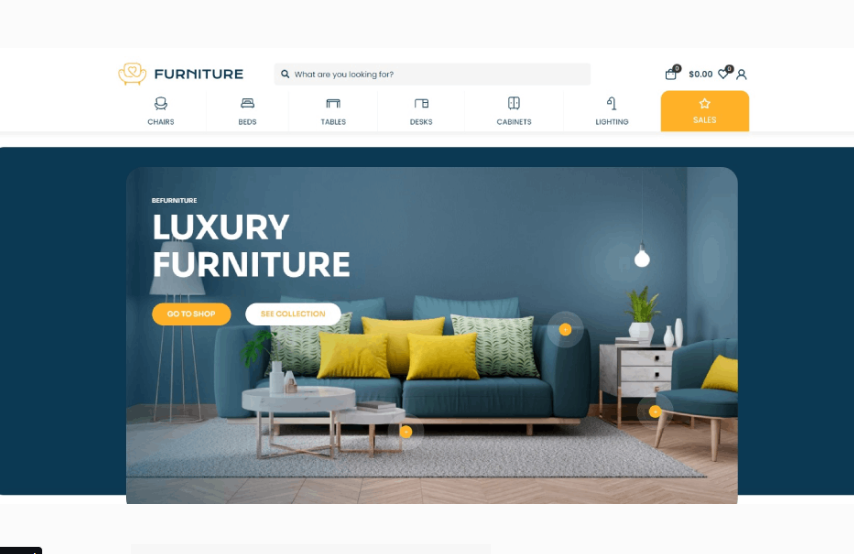 FURNITURE
What are you looking for?
0
$0.00
0
CHAIRS
BEDS
TABLES
DESKS
CABINETS
LIGHTING
SALES
BEFURNITURE
LUXURY
FURNITURE
GO TO SHOP
SEE COLLECTION